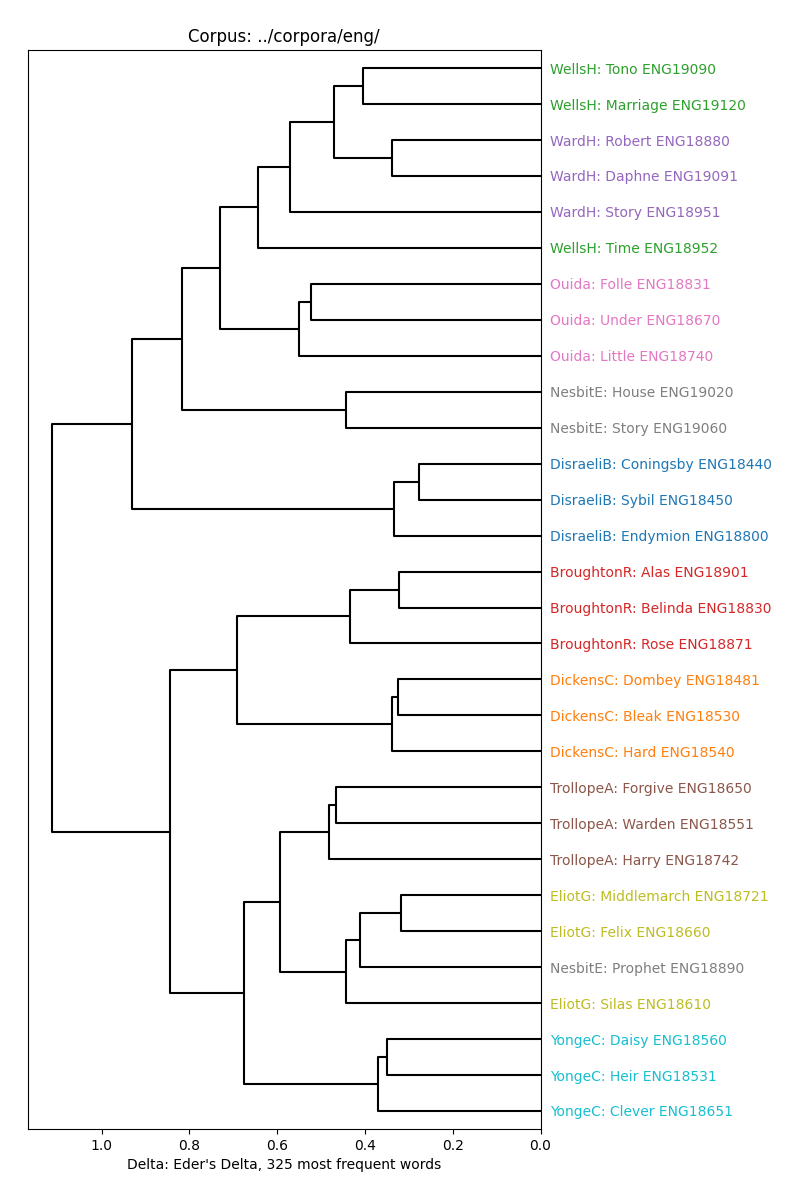 Corpus: ../corpora/eng/
WellsH: Tono ENG19090
WellsH: Marriage ENG19120
WardH: Robert ENG18880
WardH: Daphne ENG19091
WardH: Story ENG18951
WellsH: Time ENG18952
Ouida: Folle ENG18831
Ouida: Under ENG18670
Ouida: Little ENG18740
NesbitE: House ENG19020
NesbitE: Story ENG19060
DisraeliB: Coningsby ENG18440
DisraeliB: Sybil ENG18450
DisraeliB: Endymion ENG18800
BroughtonR: Alas ENG18901
BroughtonR: Belinda ENG18830
BroughtonR: Rose ENG18871
DickensC: Dombey ENG18481
DickensC: Bleak ENG18530
DickensC: Hard ENG18540
TrollopeA: Forgive ENG18650
TrollopeA: Warden ENG18551
TrollopeA: Harry ENG18742
EliotG: Middlemarch ENG18721
EliotG: Felix ENG18660
NesbitE: Prophet ENG18890
EliotG: Silas ENG18610
YongeC: Daisy ENG18560
YongeC: Heir ENG18531
YongeC: Clever ENG18651
1.0 0.8 0.6 0.4 0.2 0.0
Delta: Eder's Delta, 325 most frequent words